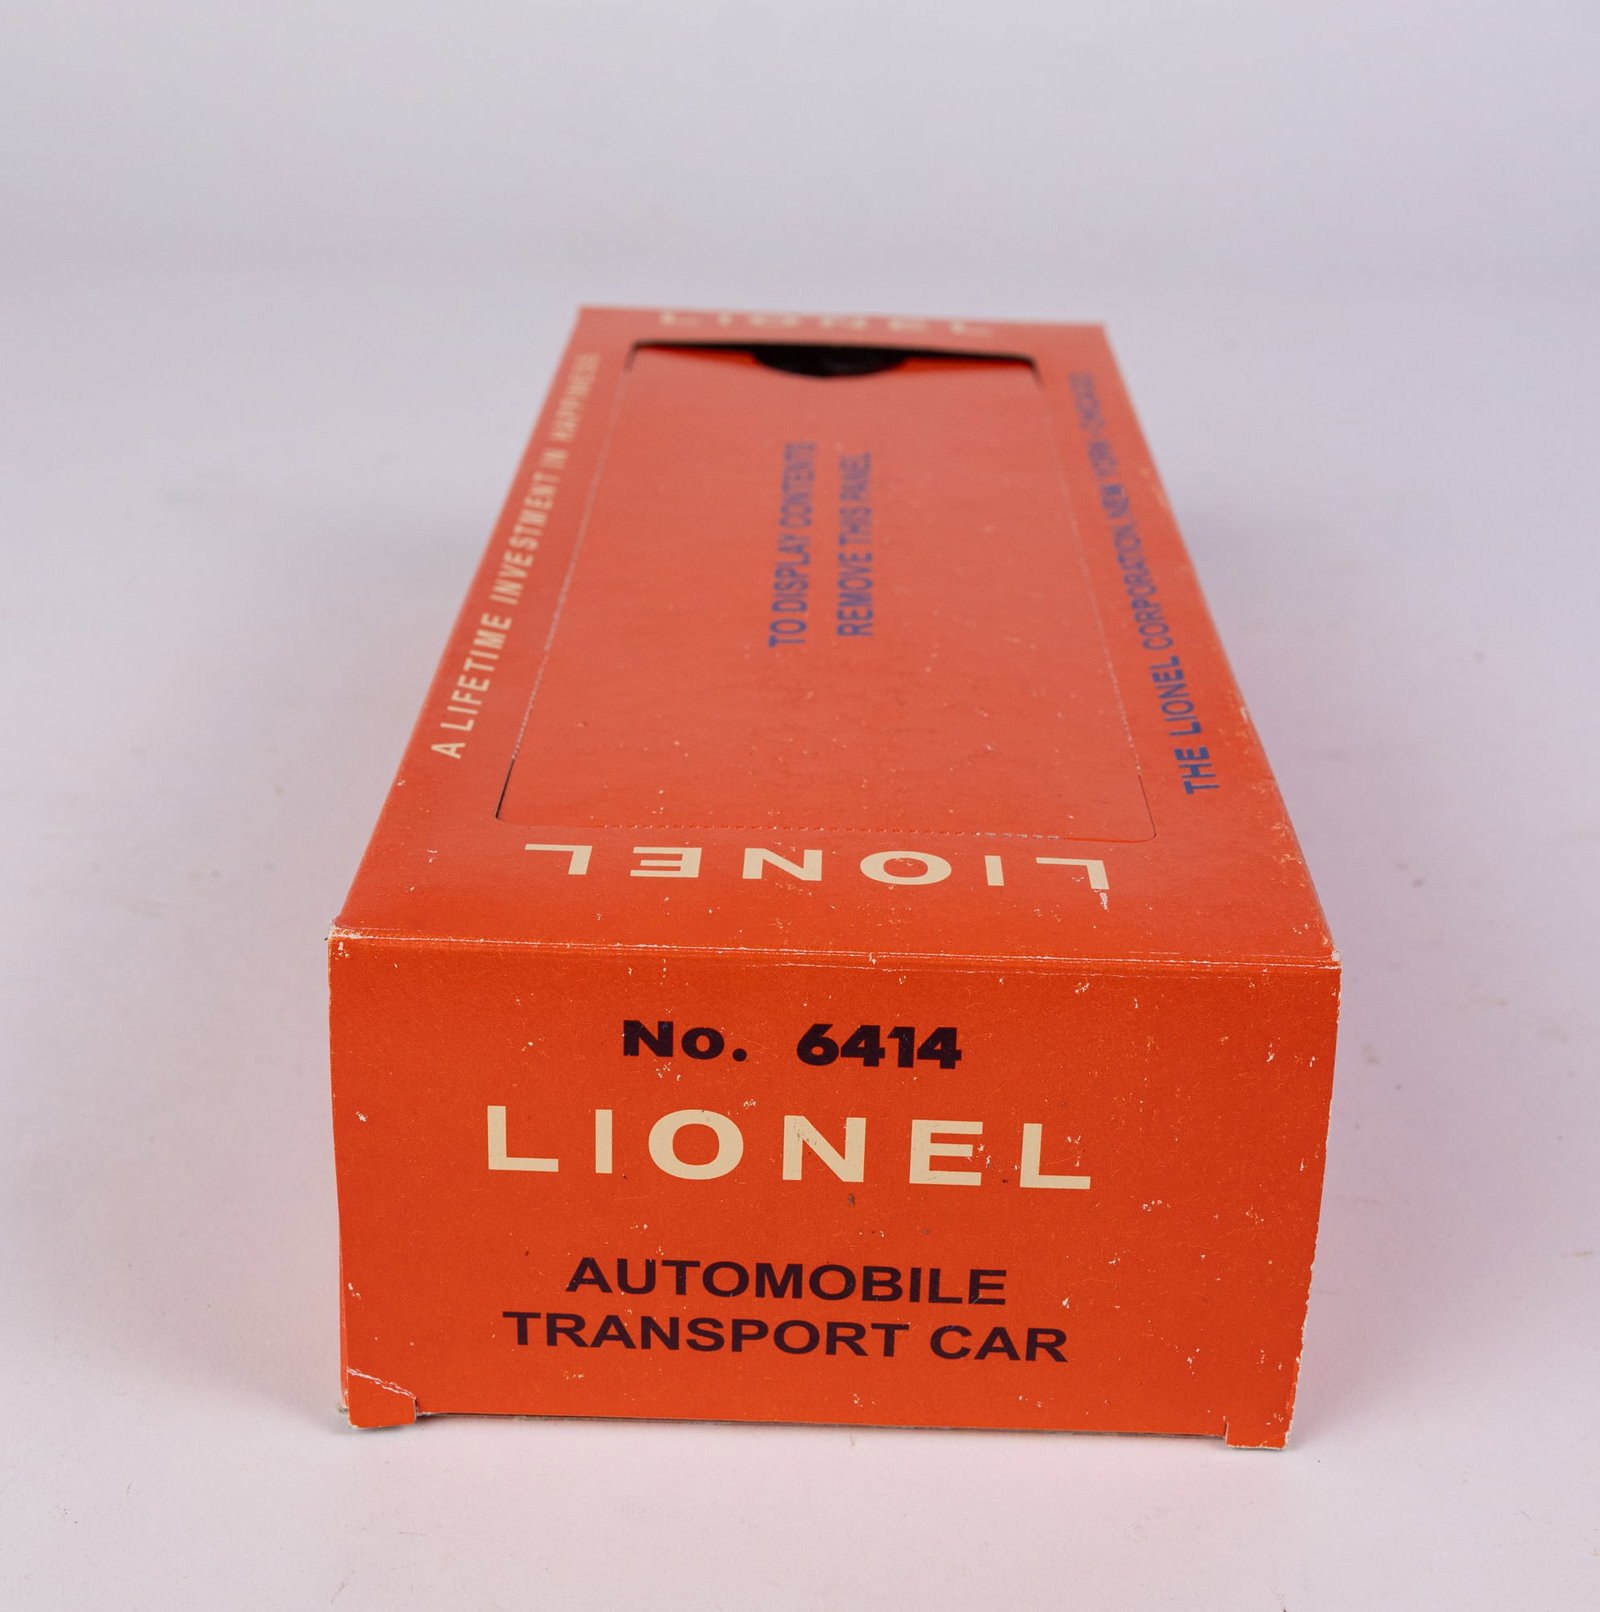 LIONEL
A LIFETIME INVESTMENT IN HAPPINESS
TO DISPLAY CONTENTS
REMOVE THIS PANEL
THE LIONEL CORPORATION, NEW YORK-CHICAGO
LIONEL
No. 6414
LIONEL
AUTOMOBILE
TRANSPORT CAR